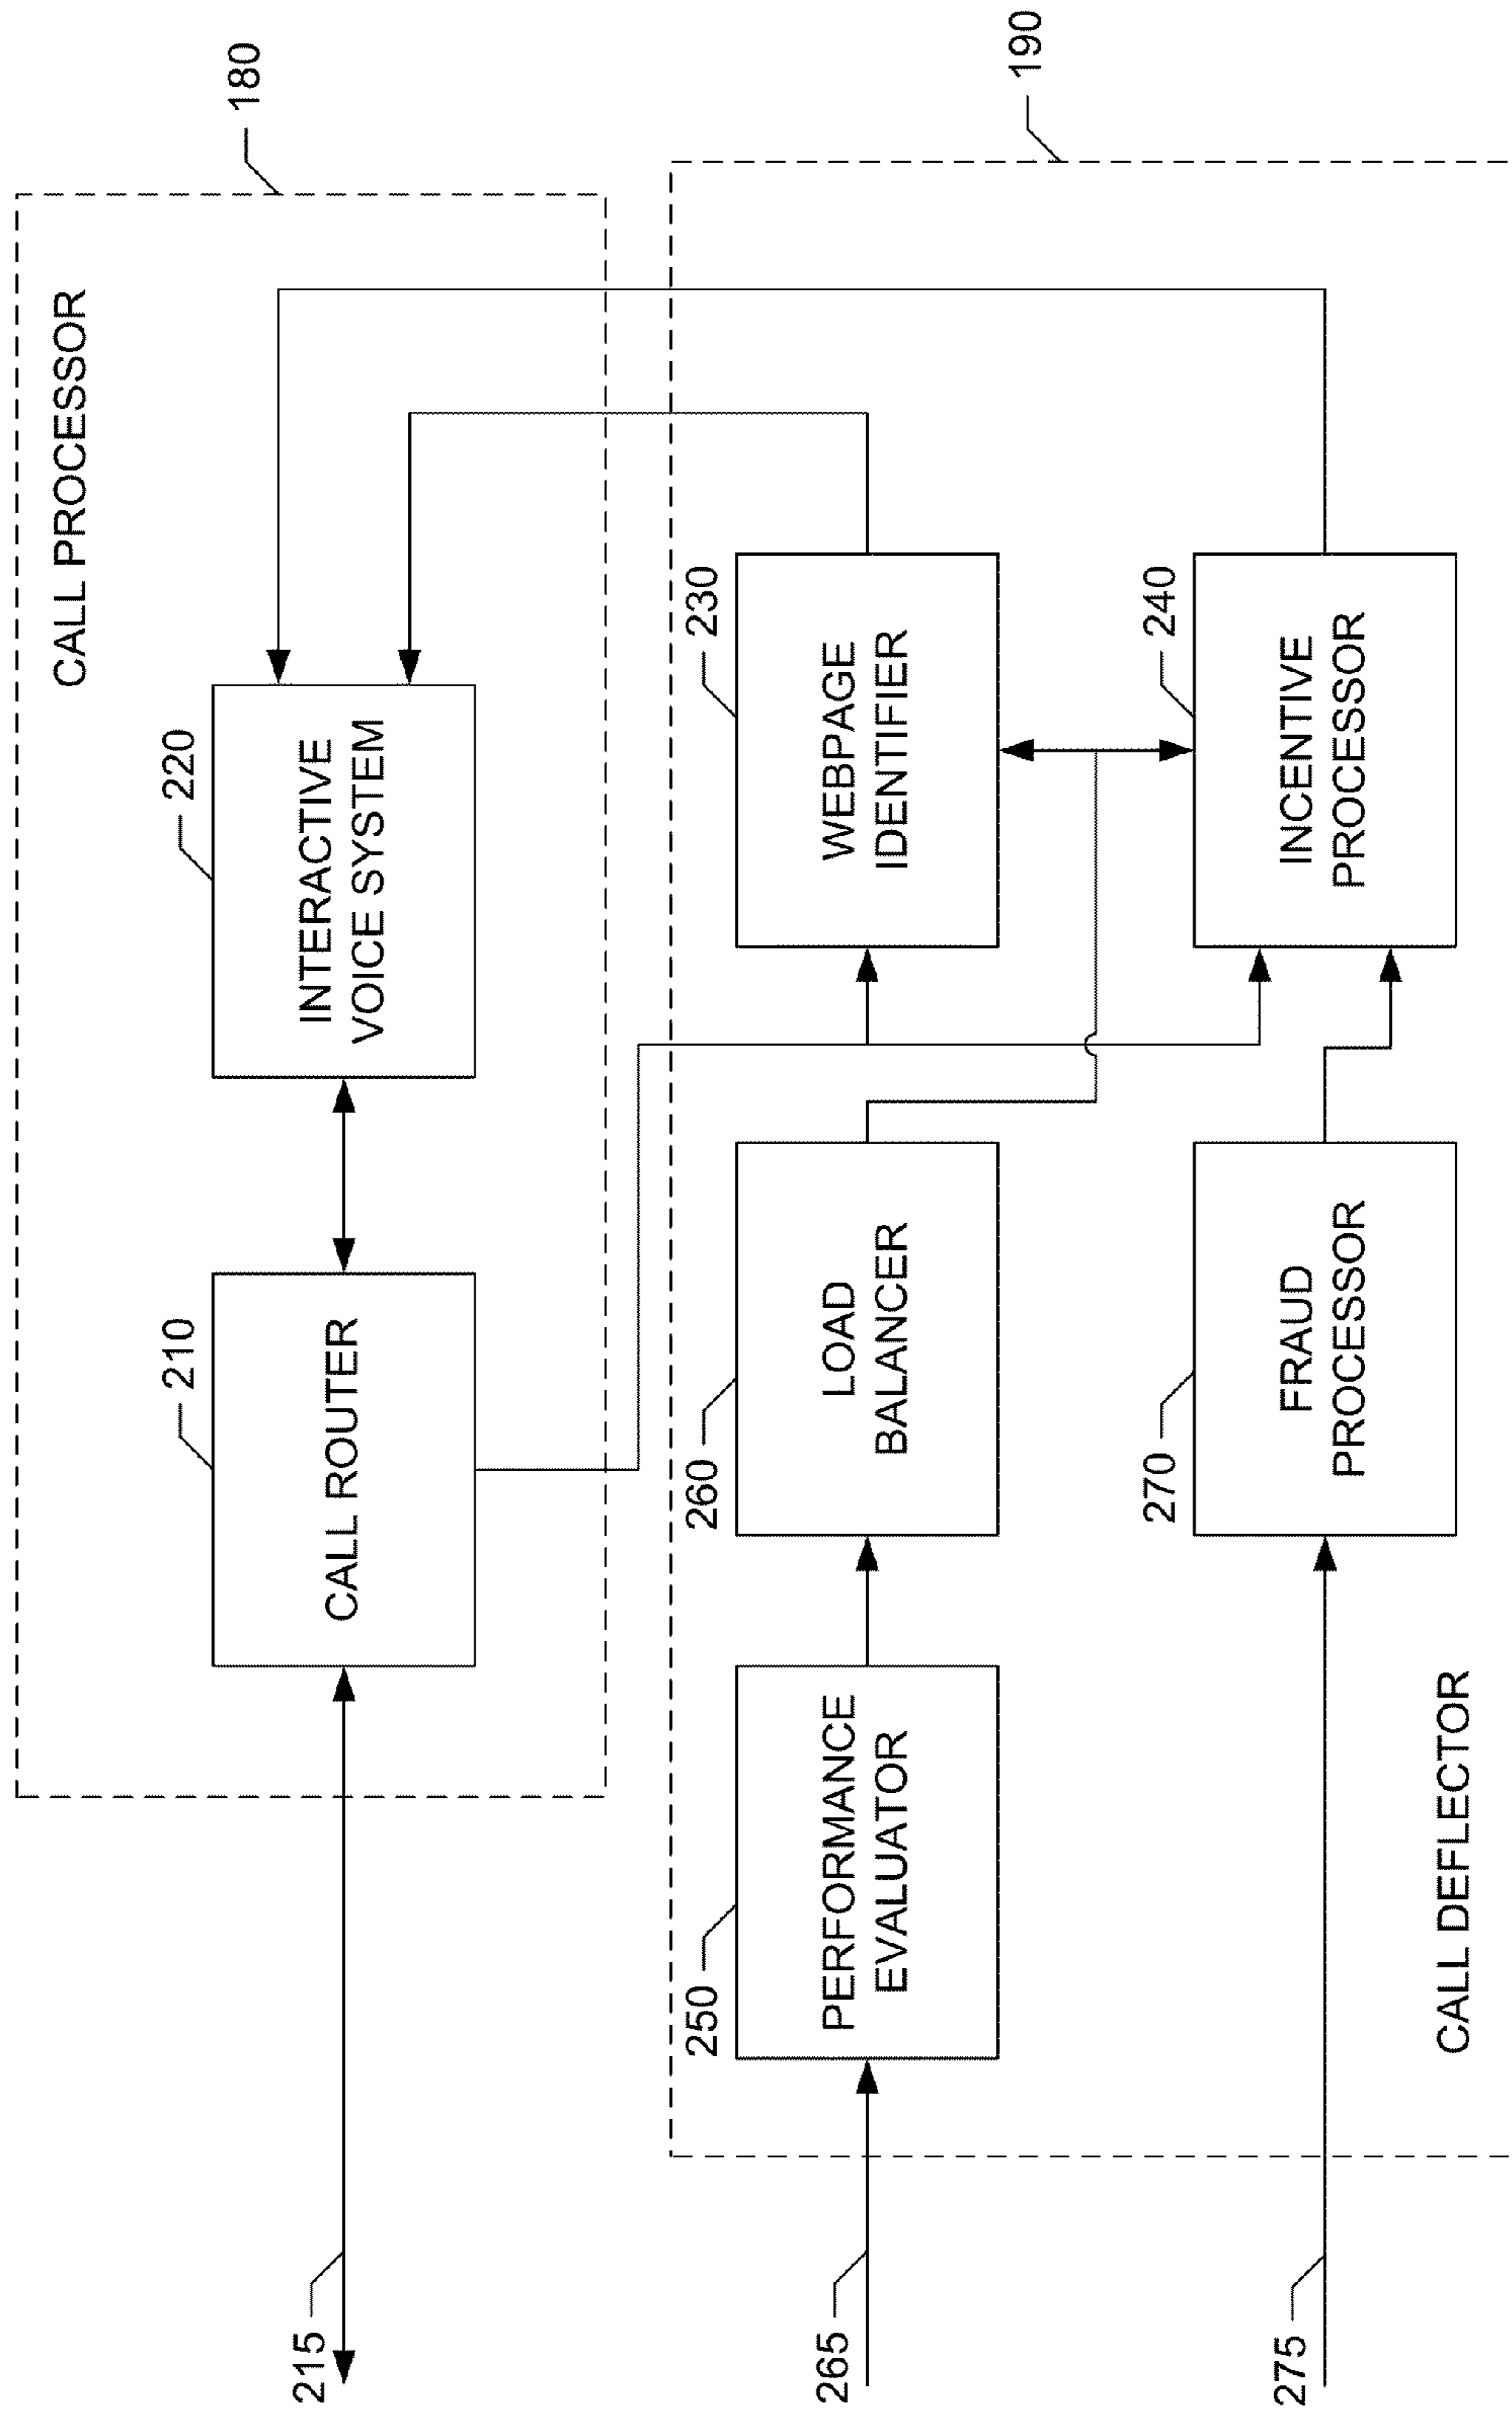 CALL PROCESSOR
180
210
CALL ROUTER
220
INTERACTIVE
VOICE SYSTEM
215
190
250
PERFORMANCE
EVALUATOR
260
LOAD
BALANCER
230
WEBPAGE
IDENTIFIER
265
270
FRAUD
PROCESSOR
240
INCENTIVE
PROCESSOR
275
CALL DEFLECTOR